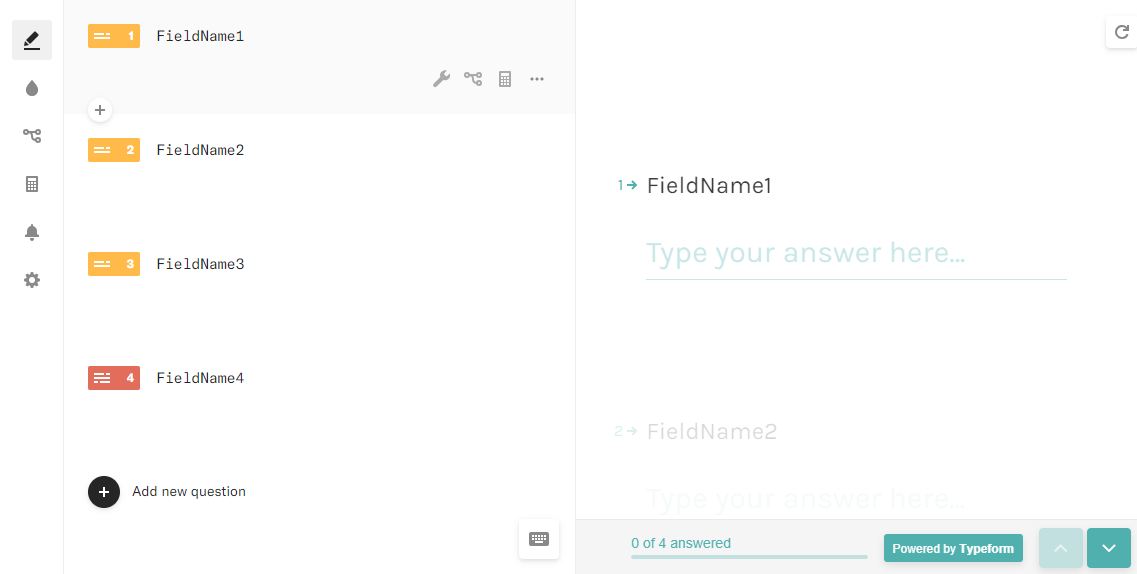 1 FieldName1
2 FieldName2
3 FieldName3
4 FieldName4
Add new question
1 FieldName1
Type your answer here...
2 FieldName2
Type your answer here...
0 of 4 answered
Powered by Typeform